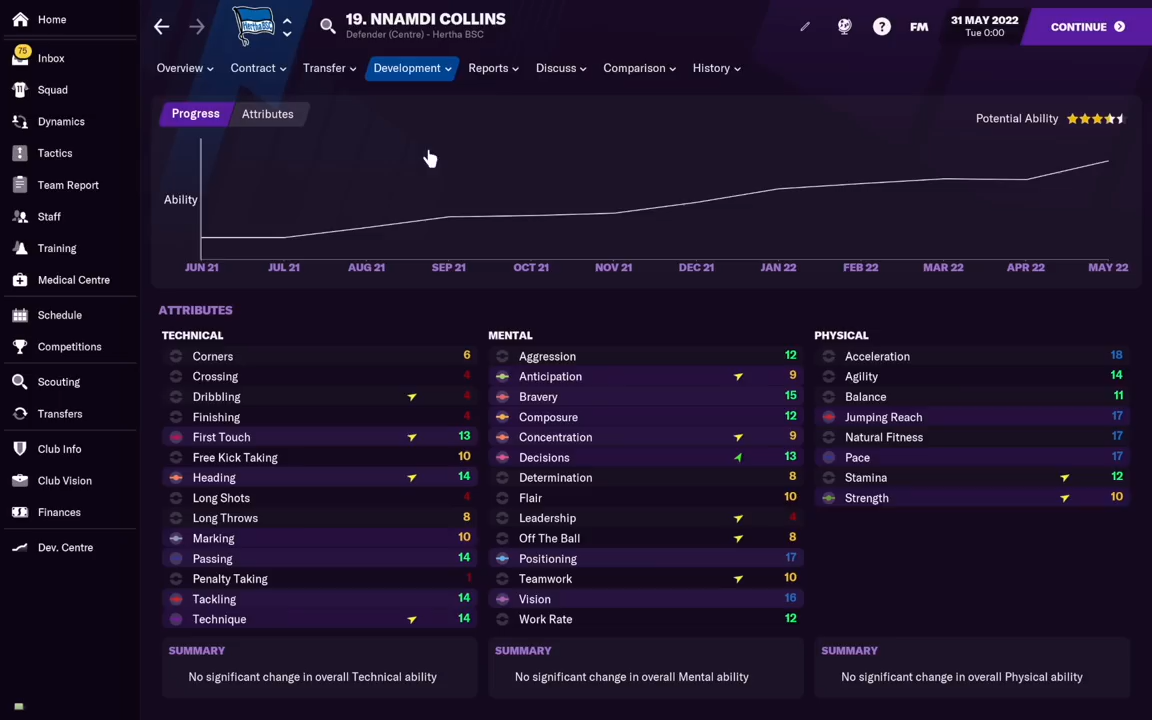 Home
75
Inbox
Squad
Dynamics
Tactics
Team Report
Staff
Training
Medical Centre
Schedule
Competitions
Scouting
Transfers
Club Info
Club Vision
Finances
Dev. Centre
Hertha BSC
19. NNAMDI COLLINS
Defender (Centre) - Hertha BSC
?
FM
31 MAY 2022
Tue 0:00
CONTINUE
Overview
Contract
Transfer
Development
Reports
Discuss
Comparison
History
Progress
Attributes
Potential Ability
Ability
JUN 21 JUL 21 AUG 21 SEP 21 OCT 21 NOV 21 DEC 21 JAN 22 FEB 22 MAR 22 APR 22 MAY 22
ATTRIBUTES
TECHNICAL
Corners 6
Crossing 4
Dribbling 4
Finishing 4
First Touch 13
Free Kick Taking 10
Heading 14
Long Shots 4
Long Throws 8
Marking 10
Passing 14
Penalty Taking 1
Tackling 14
Technique 14
SUMMARY
No significant change in overall Technical ability
MENTAL
Aggression 12
Anticipation 9
Bravery 15
Composure 12
Concentration 9
Decisions 13
Determination 8
Flair 10
Leadership 4
Off The Ball 8
Positioning 17
Teamwork 10
Vision 16
Work Rate 12
SUMMARY
No significant change in overall Mental ability
PHYSICAL
Acceleration 18
Agility 14
Balance 11
Jumping Reach 17
Natural Fitness 17
Pace 17
Stamina 12
Strength 10
SUMMARY
No significant change in overall Physical ability